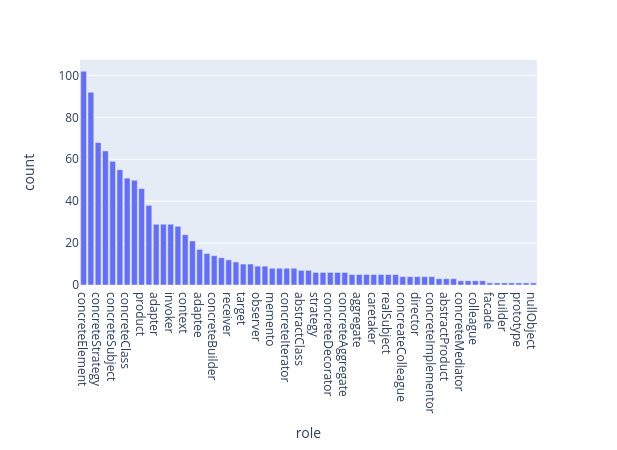 100
80
60
40
20
0
count
concreteElement
concreteStrategy
concreteSubject
concreteClass
product
adapter
invoker
context
adaptee
concreteBuilder
receiver
target
observer
memento
concreteIterator
abstractClass
strategy
concreteDecorator
concreteAggregate
aggregate
caretaker
realSubject
concreateColleague
director
concreteImplementor
abstractProduct
concreteMediator
colleague
facade
builder
prototype
nullObject
role